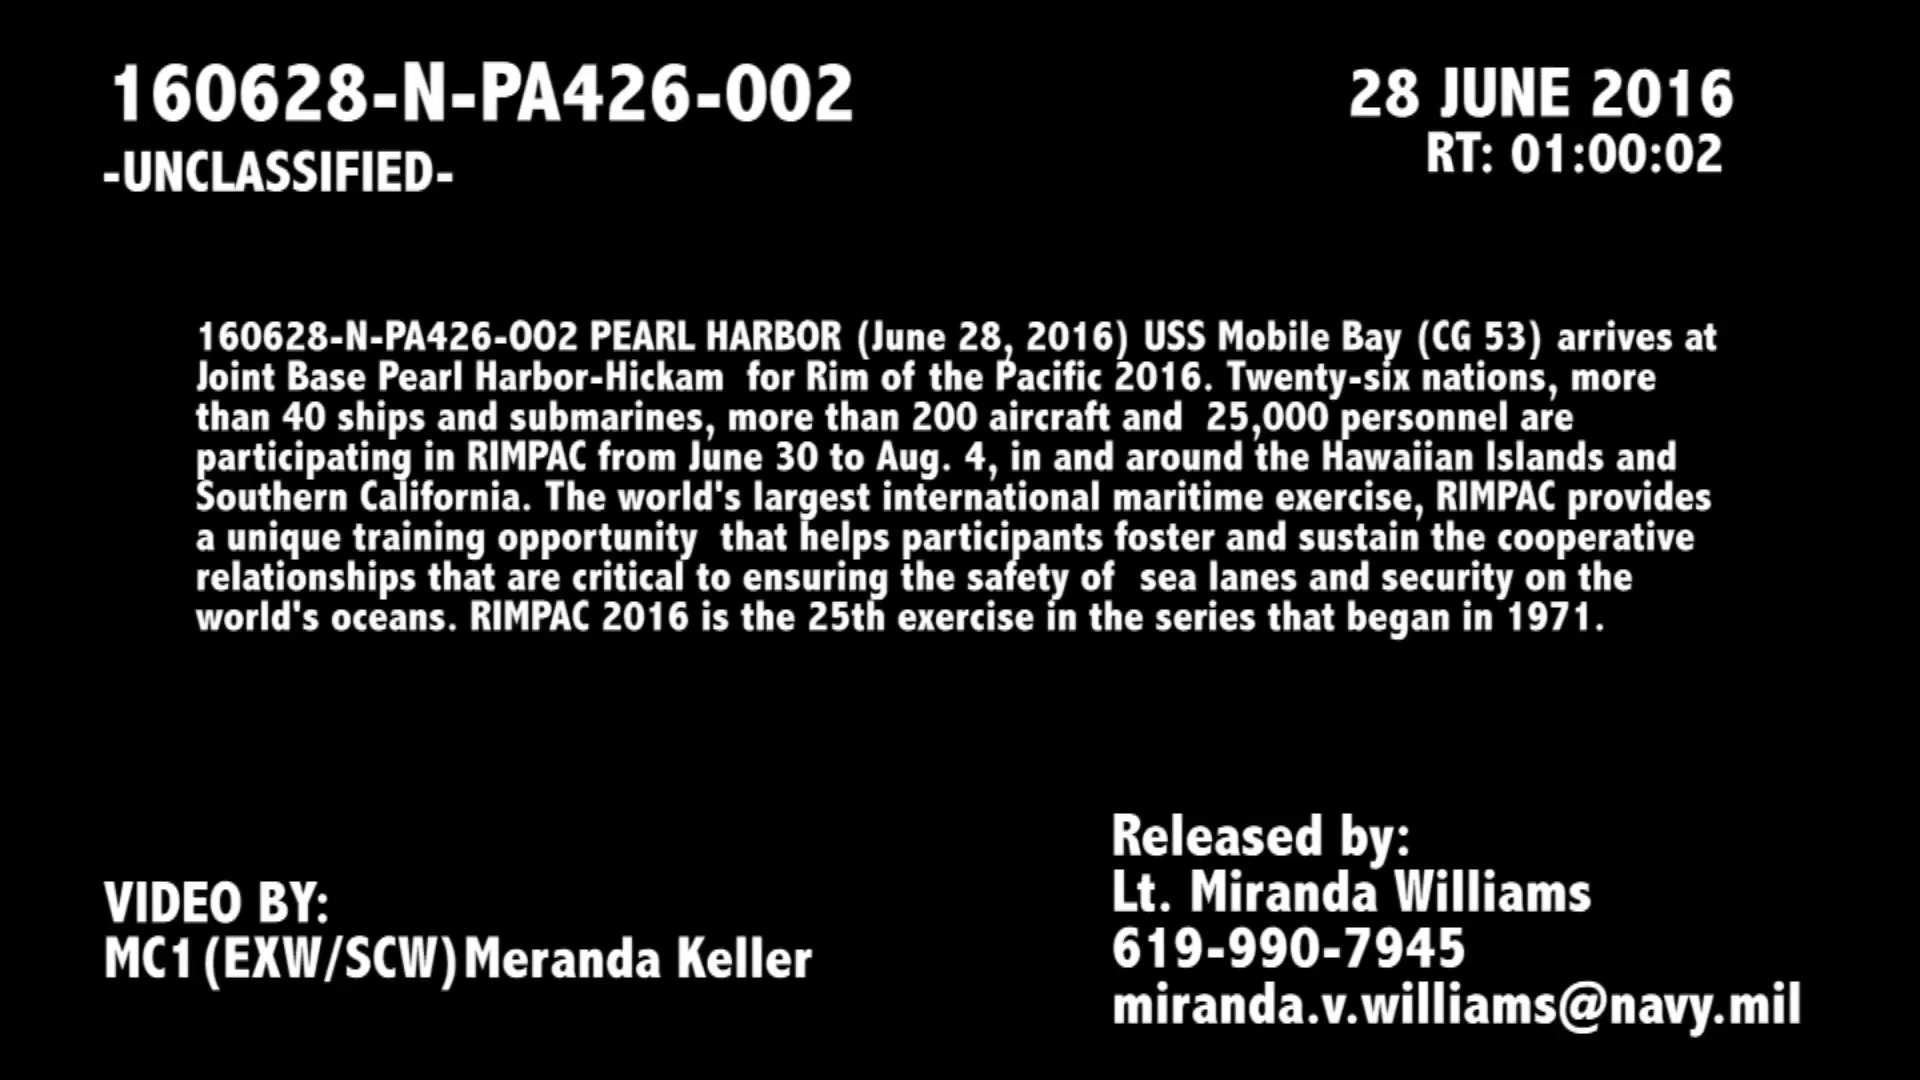 160628-N-PA426-002
-UNCLASSIFIED-
28 JUNE 2016
RT: 01:00:02
160628-N-PA426-OO2 PEARL HARBOR (June 28, 2016) USS Mobile Bay (CG 53) arrives at
Joint Base Pearl Harbor-Hickam  for Rim of the Pacific 2016. Twenty-six nations, more
than 40 ships and submarines, more than 200 aircraft and  25,000 personnel are
participating in RIMPAC from June 30 to Aug. 4, in and around the Hawaiian Islands and
Southern California. The world's largest international maritime exercise, RIMPAC provides
a unique training opportunity  that helps participants foster and sustain the cooperative
relationships that are critical to ensuring the safety of  sea lanes and security on the
world's oceans. RIMPAC 2016 is the 25th exercise in the series that began in 1971.
VIDEO BY:
MC1 (EXW/SCW) Meranda Keller
Released by:
Lt. Miranda Williams
619-990-7945
miranda.v.williams@navy.mil